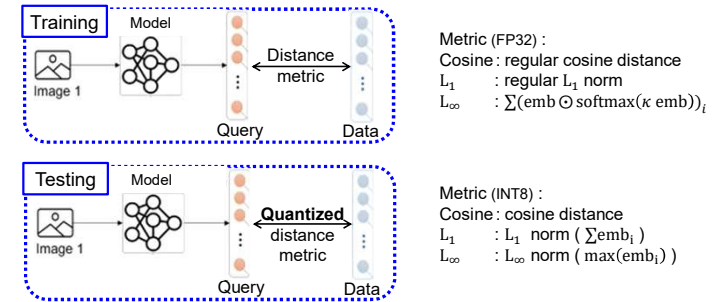 Training
Model
Image 1
Distance
metric
Query
Data
Metric (FP32) :
Cosine : regular cosine distance
L₁ : regular L₁ norm
L∞ : ∑(emb⊙softmax(κ emb))ᵢ
Testing
Model
Image 1
Quantized
distance
metric
Query
Data
Metric (INT8) :
Cosine : cosine distance
L₁ : L₁ norm ( ∑embᵢ )
L∞ : L∞ norm ( max(embᵢ) )